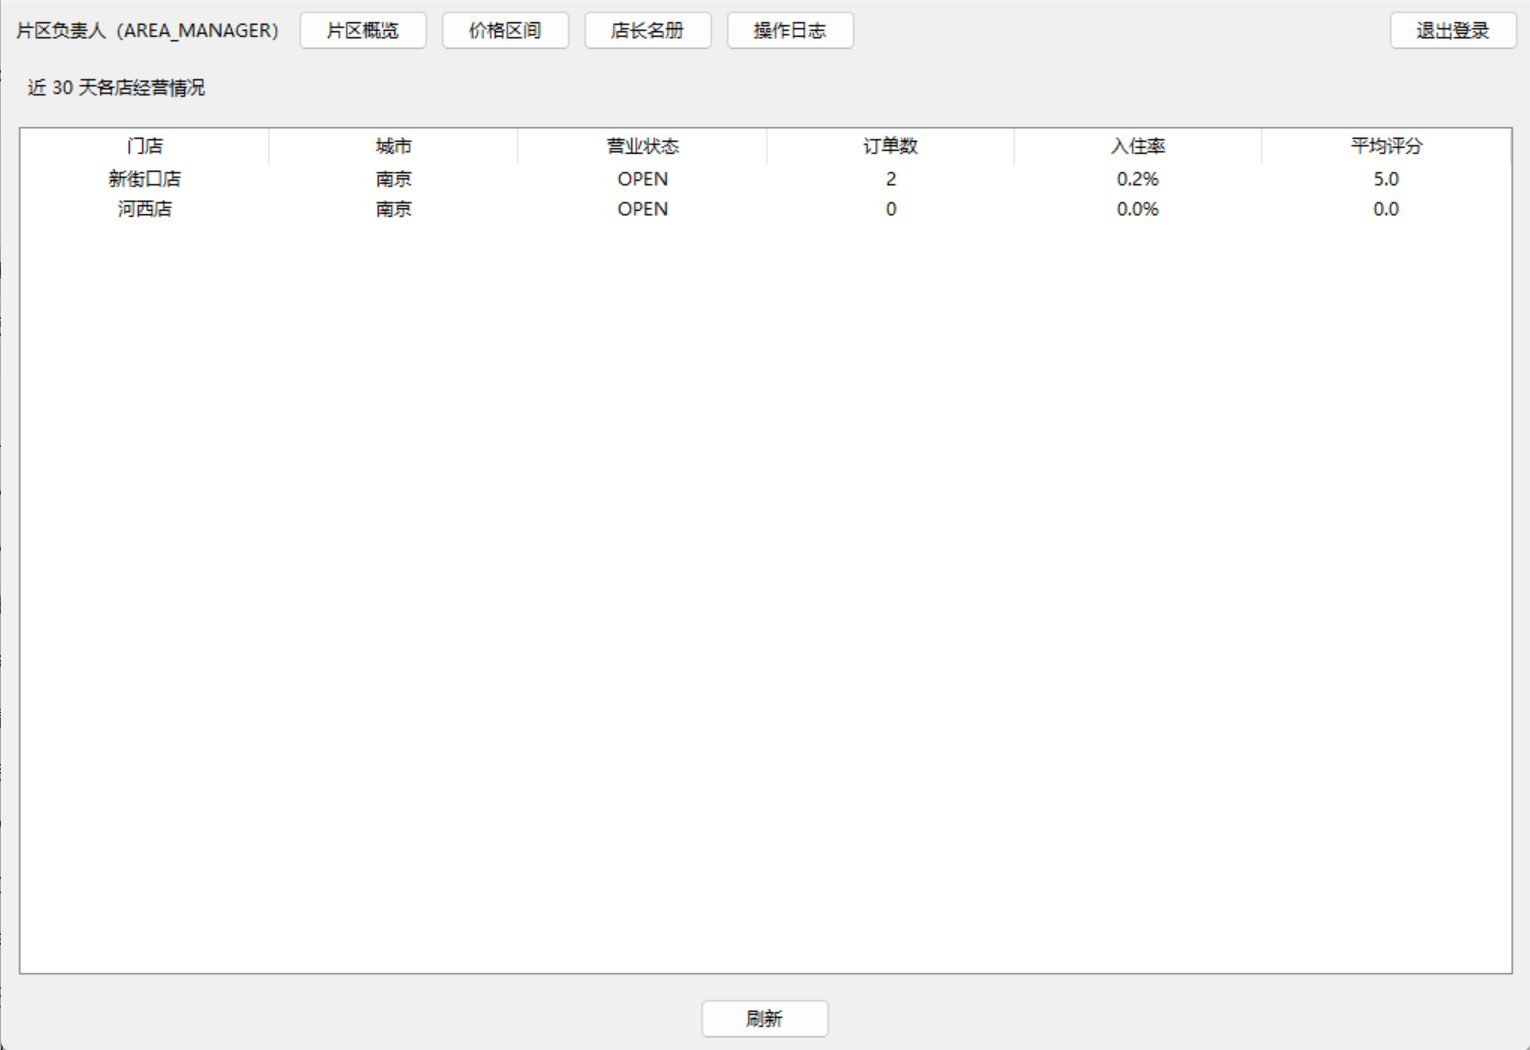 片区负责人（AREA_MANAGER） 片区概览 价格区间 店长名册 操作日志 退出登录
近 30 天各店经营情况
门店 城市 营业状态 订单数 入住率 平均评分
新街口店 南京 OPEN 2 0.2% 5.0
河西店 南京 OPEN 0 0.0% 0.0
刷新